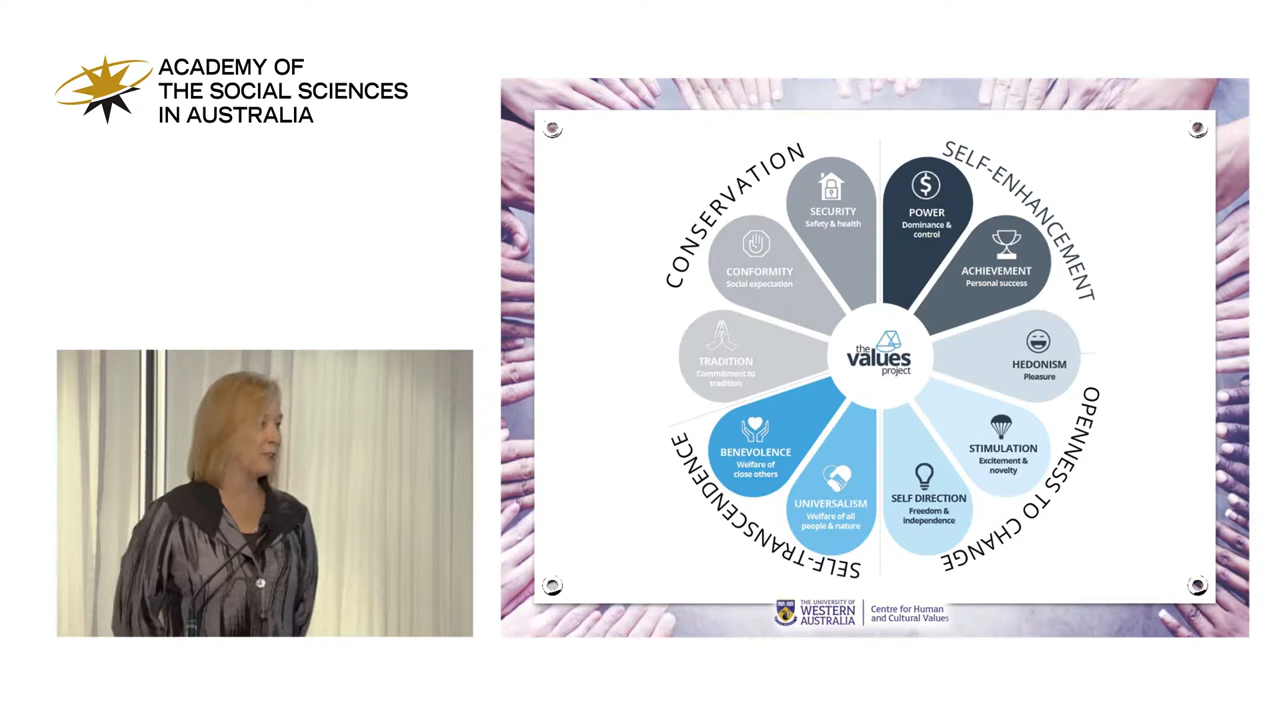 ACADEMY OF
THE SOCIAL SCIENCES
IN AUSTRALIA
CONSERVATION
SELF-ENHANCEMENT
SECURITY
Safety & health
POWER
Dominance &
control
CONFORMITY
Social expectation
ACHIEVEMENT
Personal success
TRADITION
Commitment to
tradition
the
values
project
HEDONISM
Pleasure
BENEVOLENCE
Welfare of
close others
STIMULATION
Excitement &
novelty
UNIVERSALISM
Welfare of all
people & nature
SELF DIRECTION
Freedom &
independence
SELF-TRANSCENDENCE
OPENNESS TO CHANGE
THE UNIVERSITY OF
WESTERN
AUSTRALIA
Centre for Human
and Cultural Values